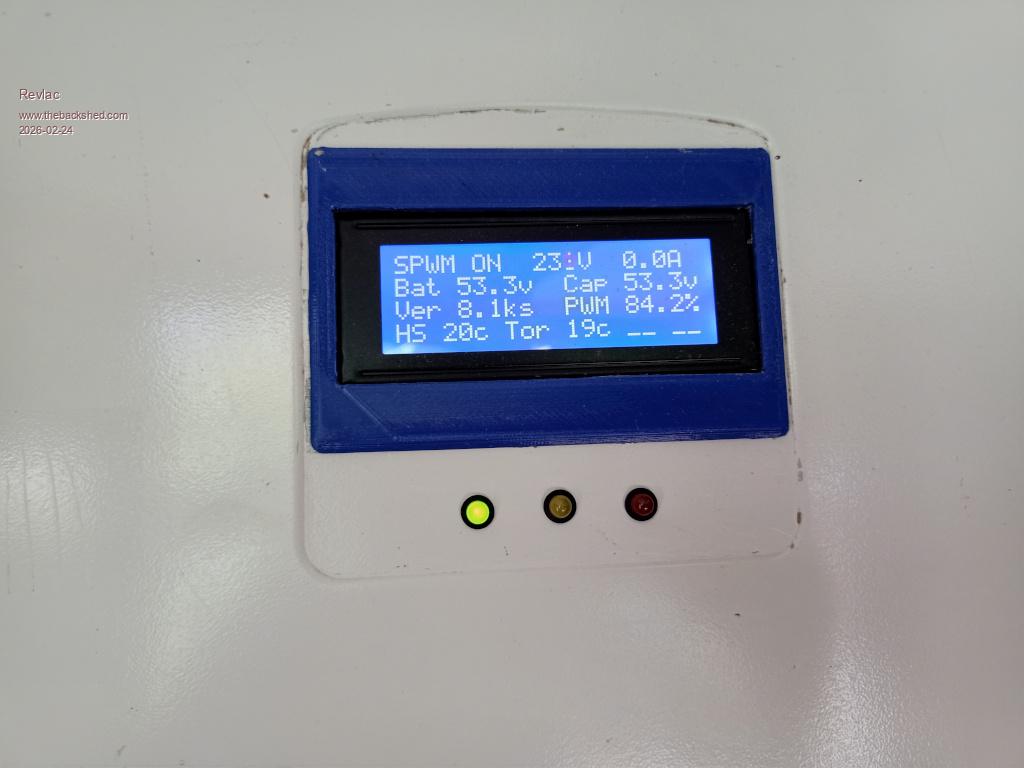 Revlac
www.thebackshed.com
2026-02-24
SPWM ON 0.0A
Bat 53.3v Cap 53.3v
Ver 8.1ks PWM 84.2%
HS 20c Tor 19c __ __